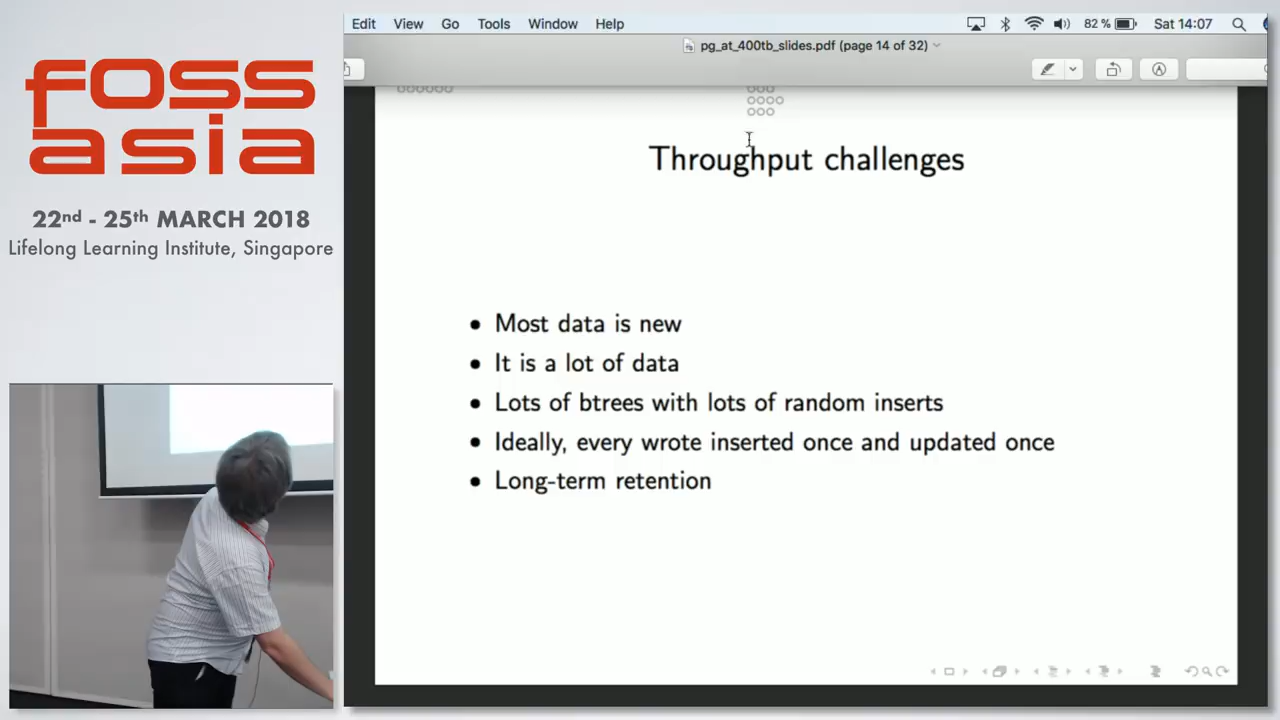 foss
asia
22nd - 25th MARCH 2018
Lifelong Learning Institute, Singapore
Edit View Go Tools Window Help 82% Sat 14:07
pg_at_400tb_slides.pdf (page 14 of 32)
Throughput challenges
• Most data is new
• It is a lot of data
• Lots of btrees with lots of random inserts
• Ideally, every wrote inserted once and updated once
• Long-term retention